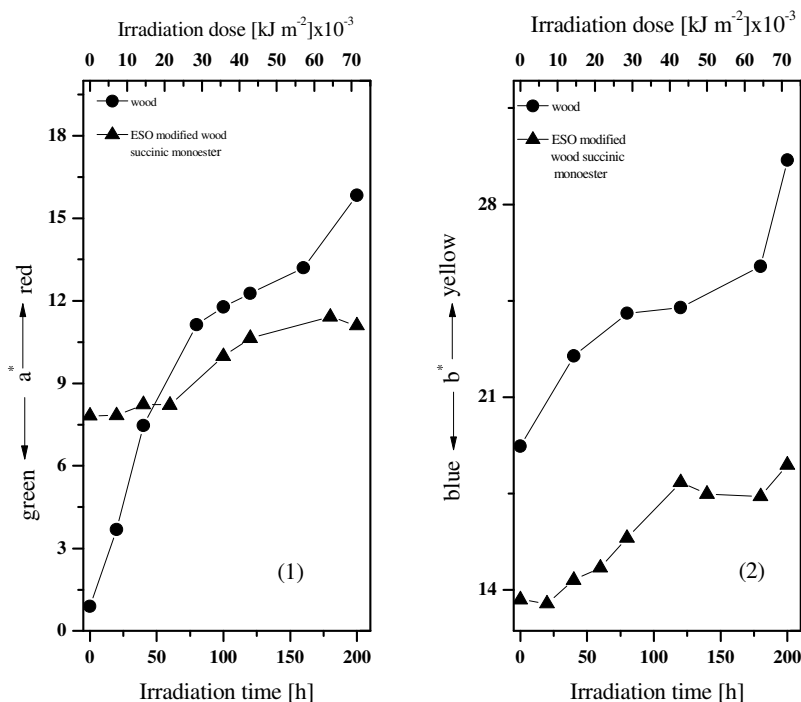 Irradiation dose [kJ m-2]x10-3
0 10 20 30 40 50 60 70
wood
ESO modified wood
succinic monoester
18
15
12
9
6
3
0
green
a*
red
(1)
0 50 100 150 200
Irradiation time [h]
Irradiation dose [kJ m-2]x10-3
0 10 20 30 40 50 60 70
wood
ESO modified
wood succinic
monoester
28
21
14
blue
b*
yellow
(2)
0 50 100 150 200
Irradiation time [h]